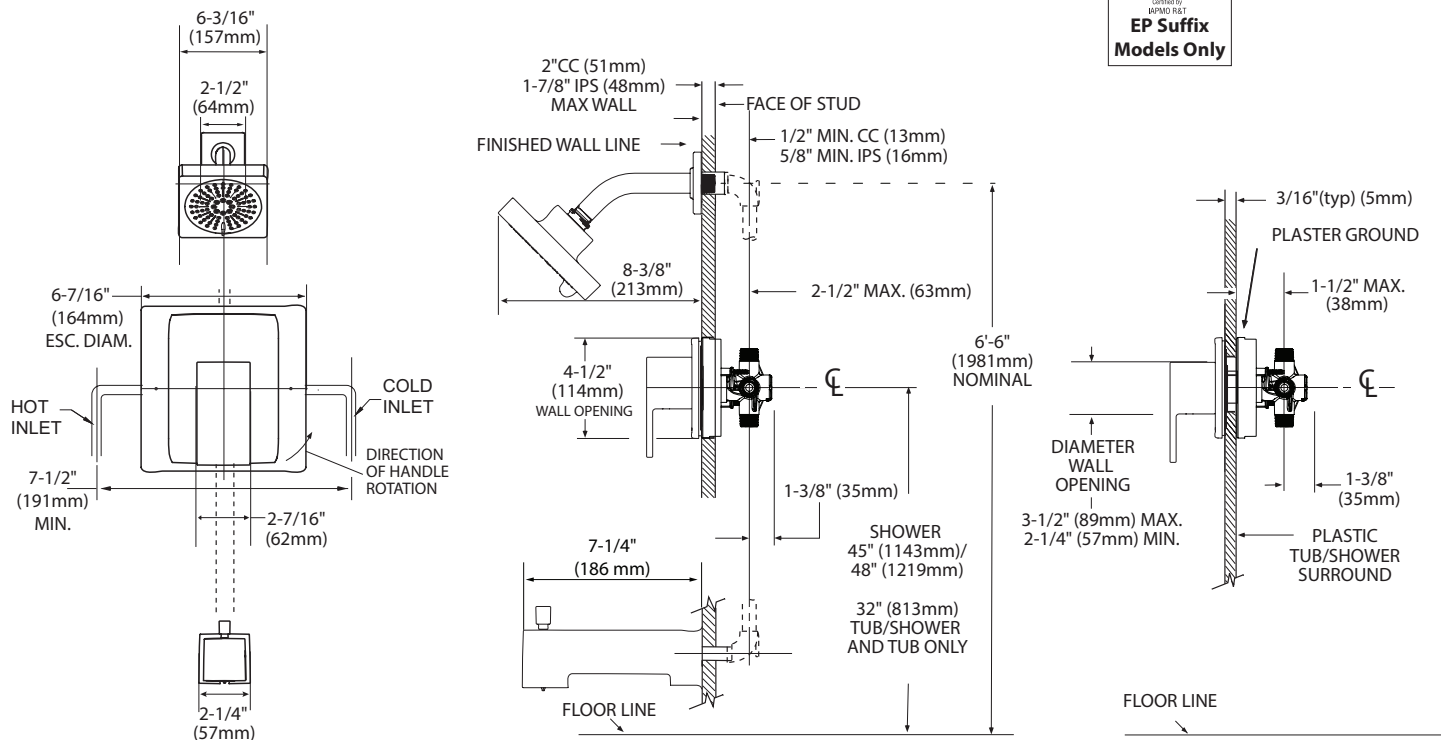 Certified by
IAPMO R&T
EP Suffix
Models Only
6-3/16"
(157mm)
2-1/2"
(64mm)
6-7/16"
(164mm)
ESC. DIAM.
HOT
INLET
COLD
INLET
DIRECTION
OF HANDLE
ROTATION
7-1/2"
(191mm)
MIN.
2-7/16"
(62mm)
2-1/4"
(57mm)
2"CC (51mm)
1-7/8" IPS (48mm)
MAX WALL
FACE OF STUD
FINISHED WALL LINE
1/2" MIN. CC (13mm)
5/8" MIN. IPS (16mm)
8-3/8"
(213mm)
2-1/2" MAX. (63mm)
6'-6"
(1981mm)
NOMINAL
4-1/2"
(114mm)
WALL OPENING
℄
1-3/8" (35mm)
7-1/4"
(186 mm)
SHOWER
45" (1143mm)/
48" (1219mm)
32" (813mm)
TUB/SHOWER
AND TUB ONLY
FLOOR LINE
3/16"(typ) (5mm)
PLASTER GROUND
1-1/2" MAX.
(38mm)
℄
DIAMETER
WALL
OPENING
3-1/2" (89mm) MAX.
2-1/4" (57mm) MIN.
1-3/8"
(35mm)
PLASTIC
TUB/SHOWER
SURROUND
FLOOR LINE